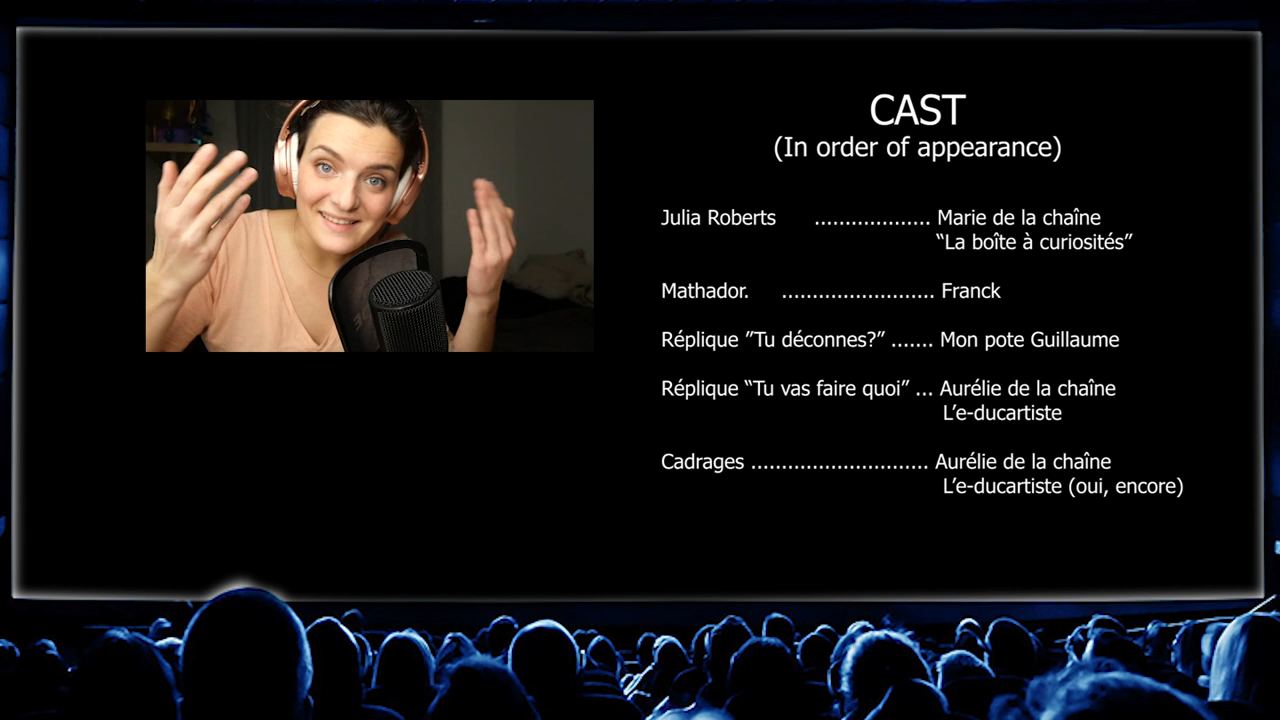 CAST
(In order of appearance)
Julia Roberts ................... Marie de la chaîne
“La boîte à curiosités”
Mathador. ......................... Franck
Réplique ”Tu déconnes?” ....... Mon pote Guillaume
Réplique “Tu vas faire quoi” ... Aurélie de la chaîne
L’e-ducartiste
Cadrages ............................. Aurélie de la chaîne
L’e-ducartiste (oui, encore)